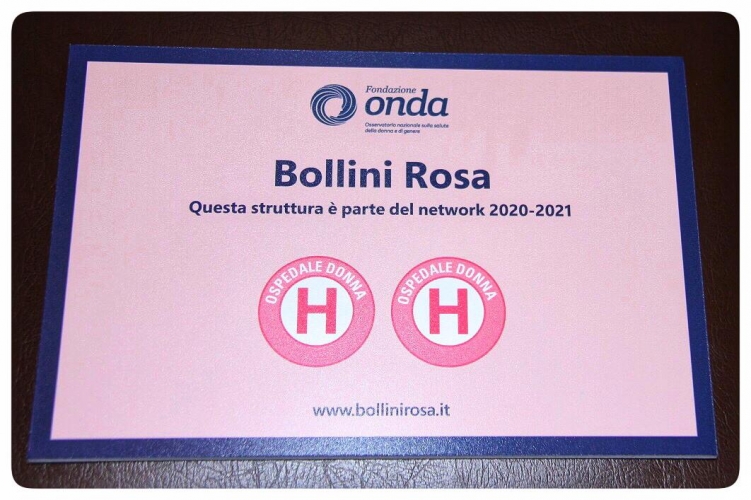 Fondazione
onda
Osservatorio nazionale sulla salute
della donna e di genere
Bollini Rosa
Questa struttura è parte del network 2020-2021
OSPEDALE DONNA
H
OSPEDALE DONNA
H
www.bollinirosa.it